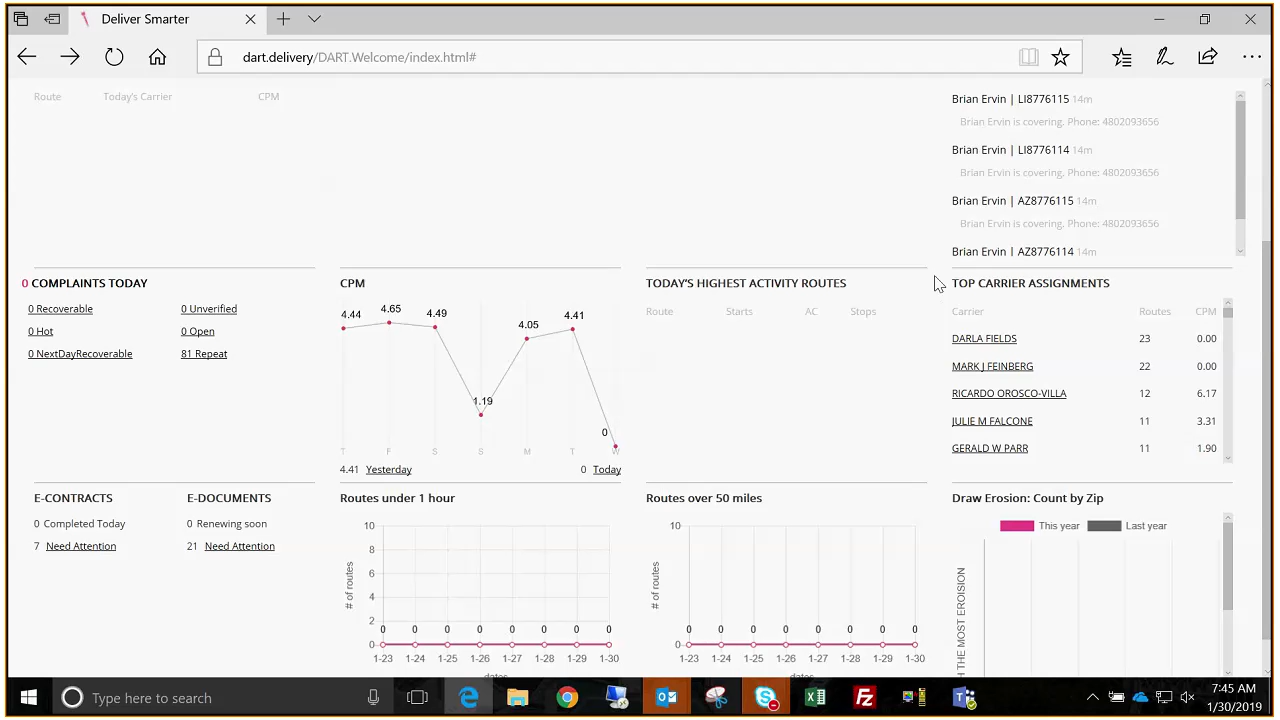 Deliver Smarter
dart.delivery/DART.Welcome/index.html#
Route Today's Carrier CPM
Brian Ervin | LI8776115 14m
Brian Ervin is covering. Phone: 4802093656
Brian Ervin | LI8776114 14m
Brian Ervin is covering. Phone: 4802093656
Brian Ervin | AZ8776115 14m
Brian Ervin is covering. Phone: 4802093656
Brian Ervin | AZ8776114 14m
0 COMPLAINTS TODAY
0 Recoverable 0 Unverified
0 Hot 0 Open
0 NextDayRecoverable 81 Repeat
CPM
4.44 4.65 4.49 1.19 4.05 4.41 0
T F S S M T W
4.41 Yesterday 0 Today
TODAY'S HIGHEST ACTIVITY ROUTES
Route Starts AC Stops
TOP CARRIER ASSIGNMENTS
Carrier Routes CPM
DARLA FIELDS 23 0.00
MARK J FEINBERG 22 0.00
RICARDO OROSCO-VILLA 12 6.17
JULIE M FALCONE 11 3.31
GERALD W PARR 11 1.90
E-CONTRACTS E-DOCUMENTS
0 Completed Today 0 Renewing soon
7 Need Attention 21 Need Attention
Routes under 1 hour
10
8
6
4
2
0
# of routes
0 0 0 0 0 0 0 0
1-23 1-24 1-25 1-26 1-27 1-28 1-29 1-30
dates
Routes over 50 miles
10
0
# of routes
0 0 0 0 0 0 0 0
1-23 1-24 1-25 1-26 1-27 1-28 1-29 1-30
dates
Draw Erosion: Count by Zip
This year Last year
H THE MOST EROISION
Type here to search
7:45 AM
1/30/2019